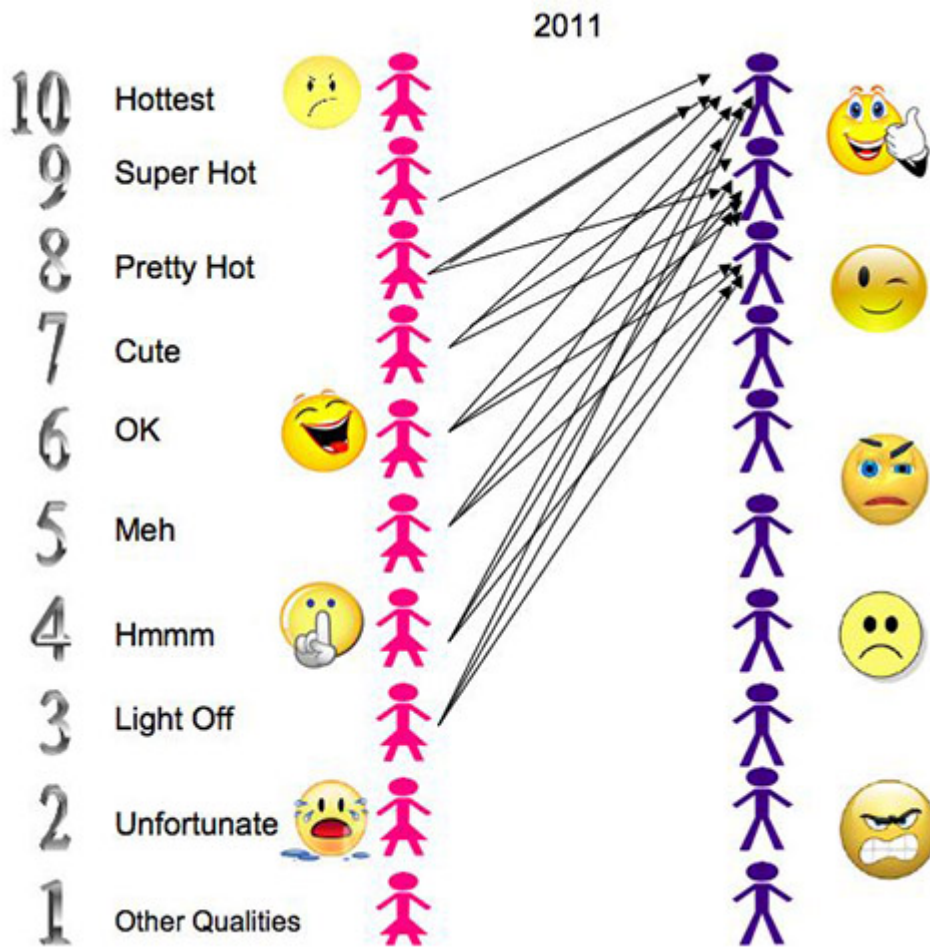 2011
10 Hottest
9 Super Hot
8 Pretty Hot
7 Cute
6 OK
5 Meh
4 Hmmm
3 Light Off
2 Unfortunate
1 Other Qualities